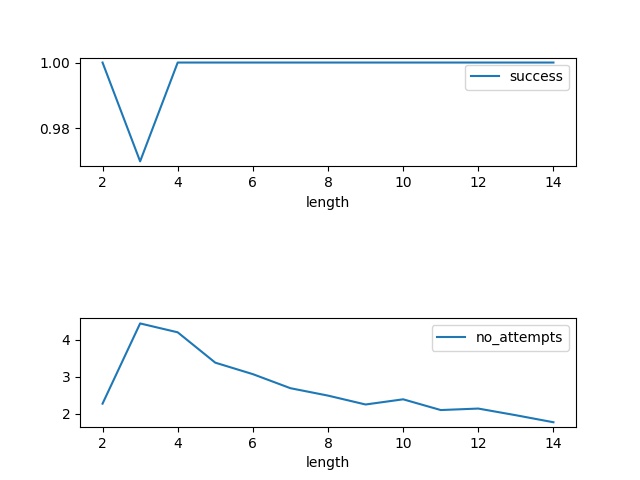 1.00
success
0.98
2 4 6 8 10 12 14
length
4
no_attempts
3
2
2 4 6 8 10 12 14
length